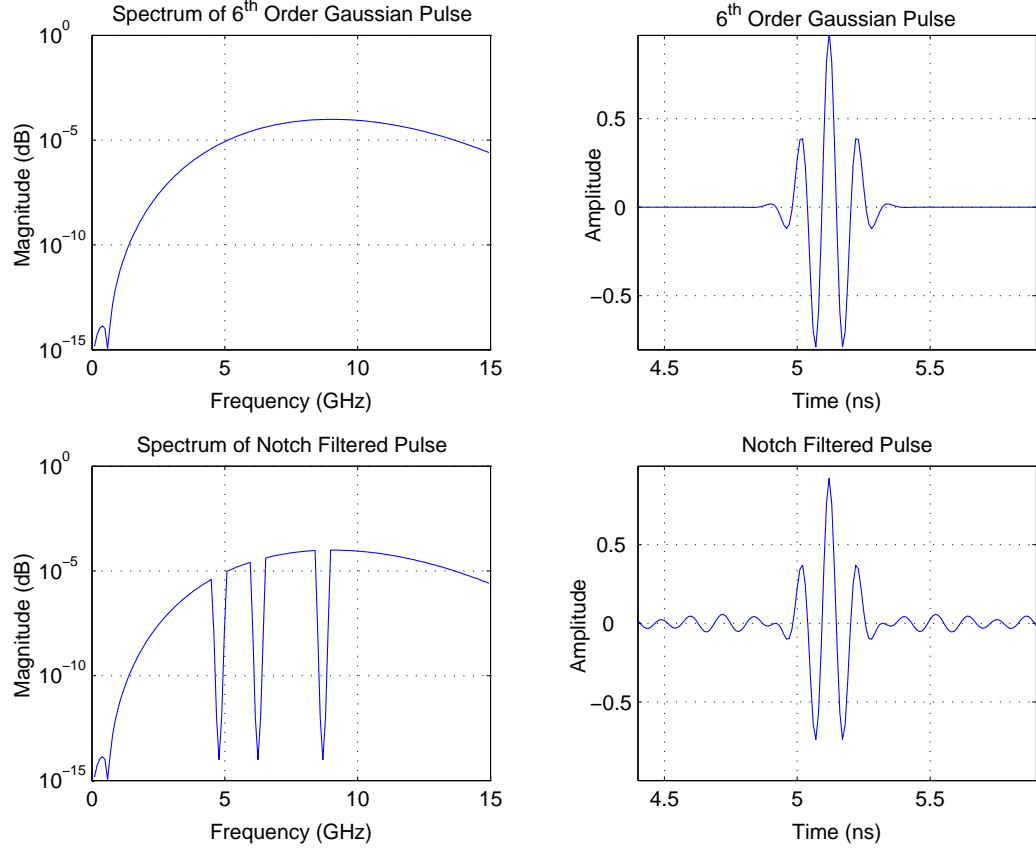 Spectrum of 6th Order Gaussian Pulse
10^0
10^-5
10^-10
10^-15
Magnitude (dB)
0
5
10
15
Frequency (GHz)
6th Order Gaussian Pulse
0.5
0
−0.5
Amplitude
4.5
5
5.5
Time (ns)
Spectrum of Notch Filtered Pulse
10^0
10^-5
10^-10
10^-15
Magnitude (dB)
0
5
10
15
Frequency (GHz)
Notch Filtered Pulse
0.5
0
−0.5
Amplitude
4.5
5
5.5
Time (ns)